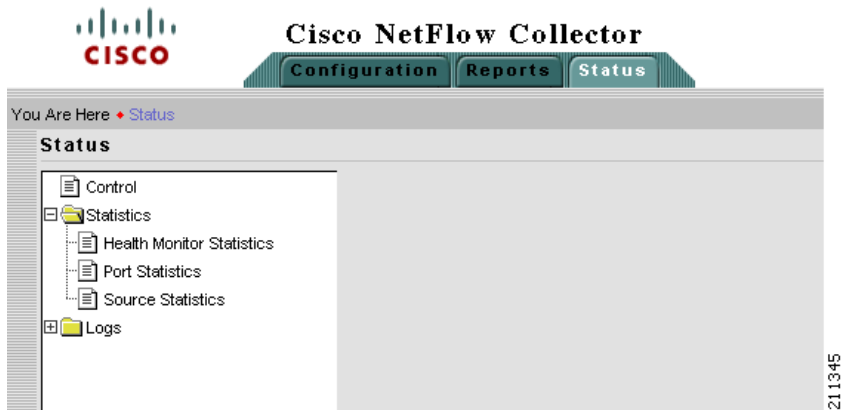 CISCO
Cisco NetFlow Collector
Configuration Reports Status
You Are Here Status
Status
Control
Statistics
Health Monitor Statistics
Port Statistics
Source Statistics
Logs
211345